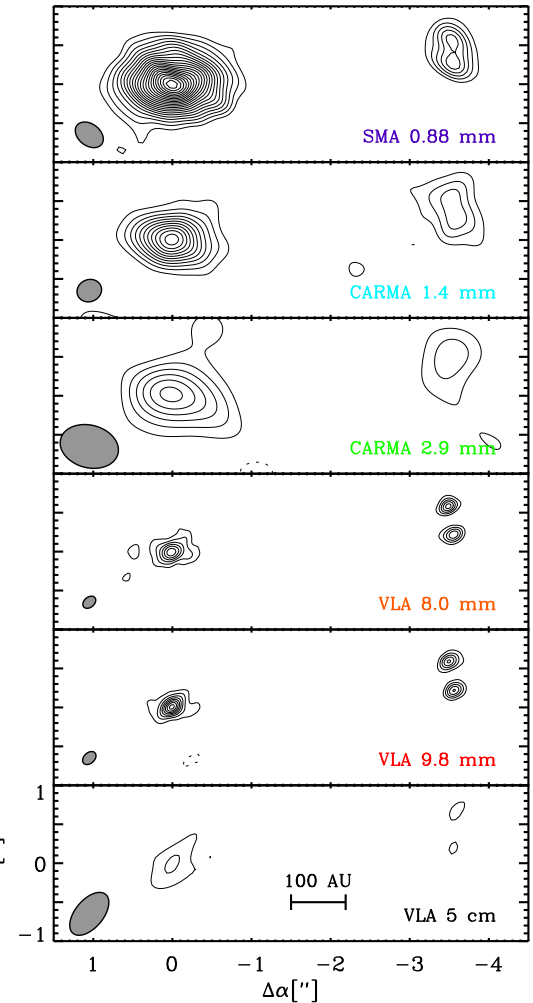 SMA 0.88 mm
CARMA 1.4 mm
CARMA 2.9 mm
VLA 8.0 mm
VLA 9.8 mm
1
0
100 AU
VLA 5 cm
−1
1 0 −1 −2 −3 −4
Δα["]